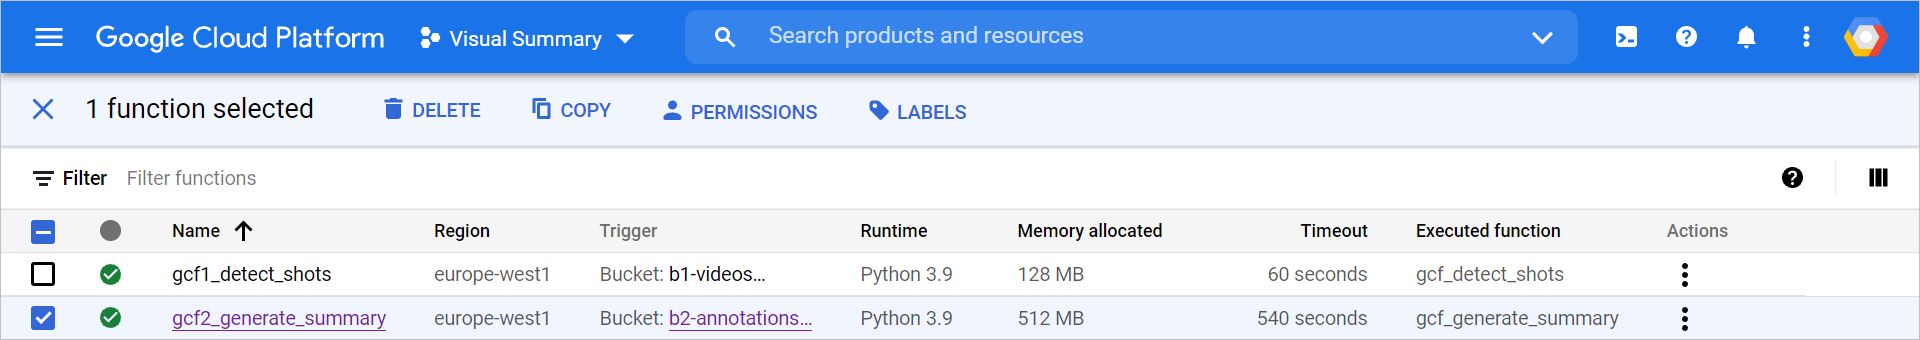 Google Cloud Platform Visual Summary Search products and resources
1 function selected DELETE COPY PERMISSIONS LABELS
Filter Filter functions
Name Region Trigger Runtime Memory allocated Timeout Executed function Actions
gcf1_detect_shots europe-west1 Bucket: b1-videos... Python 3.9 128 MB 60 seconds gcf_detect_shots
gcf2_generate_summary europe-west1 Bucket: b2-annotations... Python 3.9 512 MB 540 seconds gcf_generate_summary